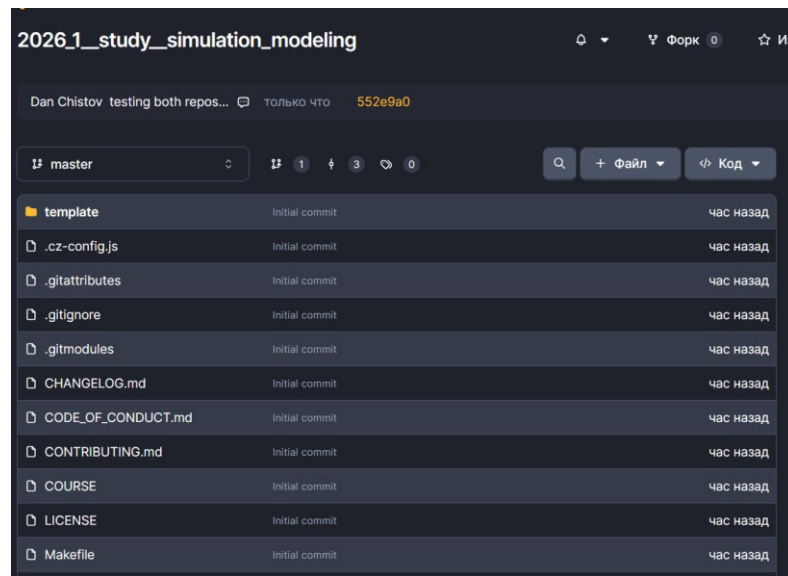 2026_1__study__simulation_modeling
Форк 0
Dan Chistov testing both repos... только что 552e9a0
master 1 3 0 + Файл Код
template Initial commit час назад
.cz-config.js Initial commit час назад
.gitattributes Initial commit час назад
.gitignore Initial commit час назад
.gitmodules Initial commit час назад
CHANGELOG.md Initial commit час назад
CODE_OF_CONDUCT.md Initial commit час назад
CONTRIBUTING.md Initial commit час назад
COURSE Initial commit час назад
LICENSE Initial commit час назад
Makefile Initial commit час назад